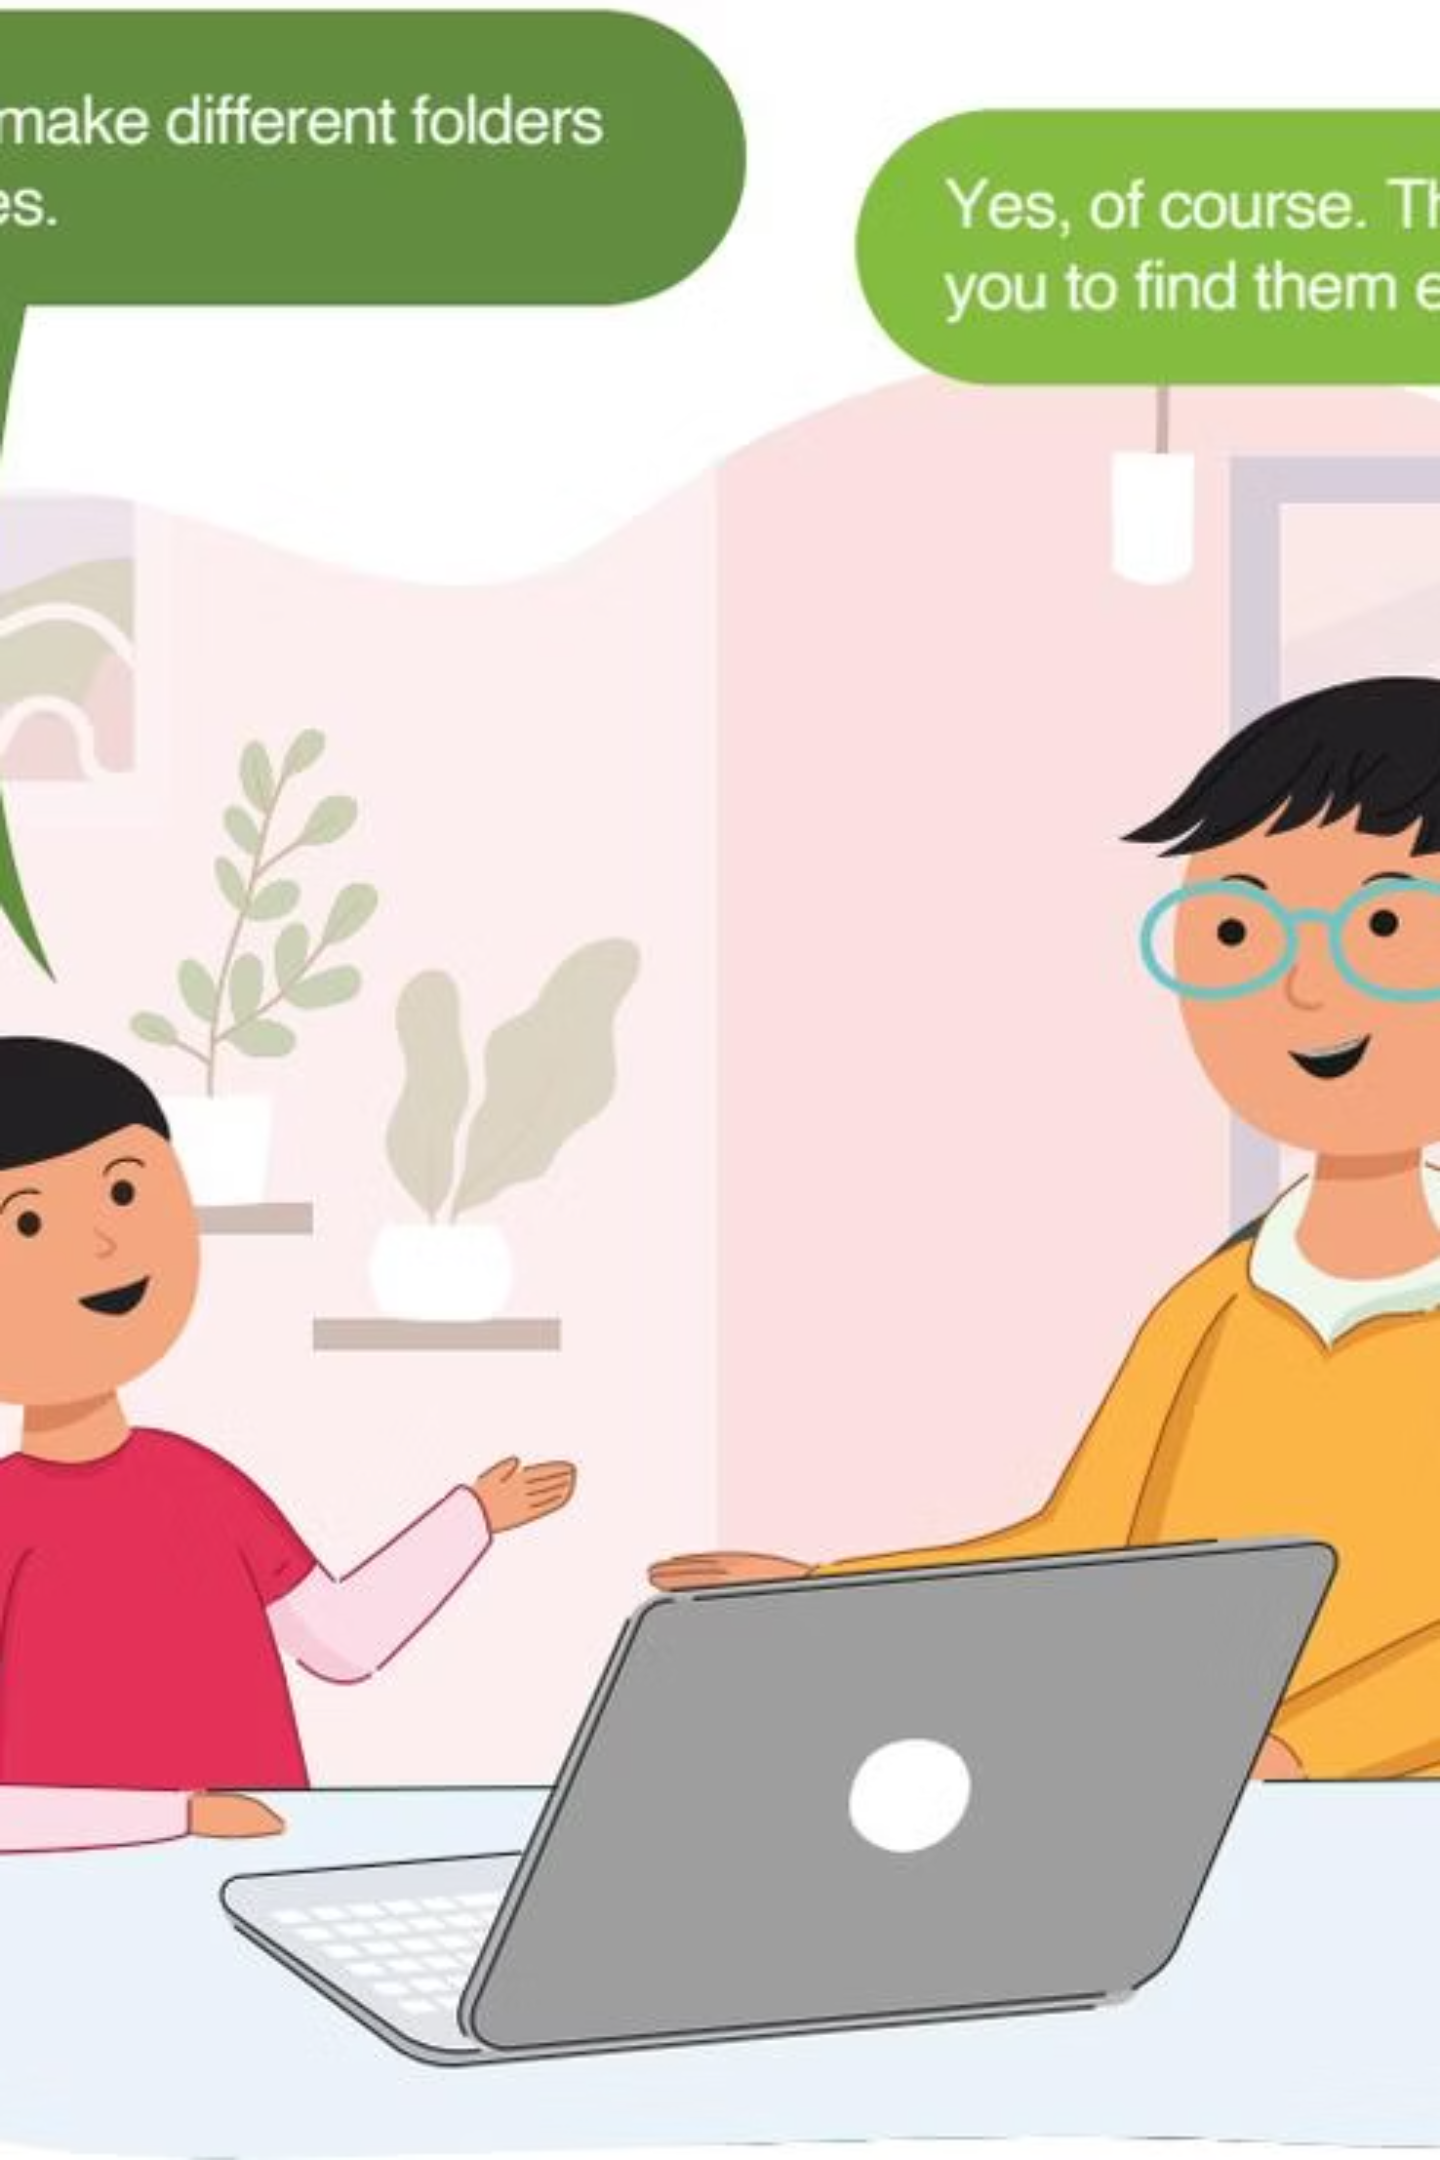 make different folders
es.
Yes, of course. Th
you to find them e